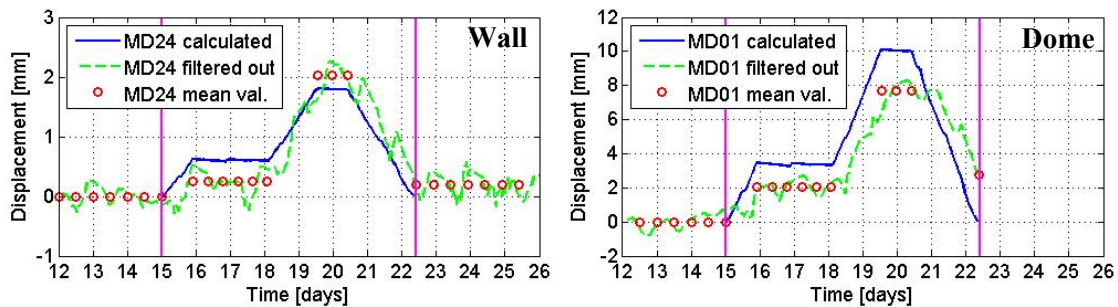 3
2
1
0
-1
Displacement [mm]
MD24 calculated
MD24 filtered out
MD24 mean val.
Wall
12 13 14 15 16 17 18 19 20 21 22 23 24 25 26
Time [days]
12
10
8
6
4
2
0
-2
Displacement [mm]
MD01 calculated
MD01 filtered out
MD01 mean val.
Dome
12 13 14 15 16 17 18 19 20 21 22 23 24 25 26
Time [days]